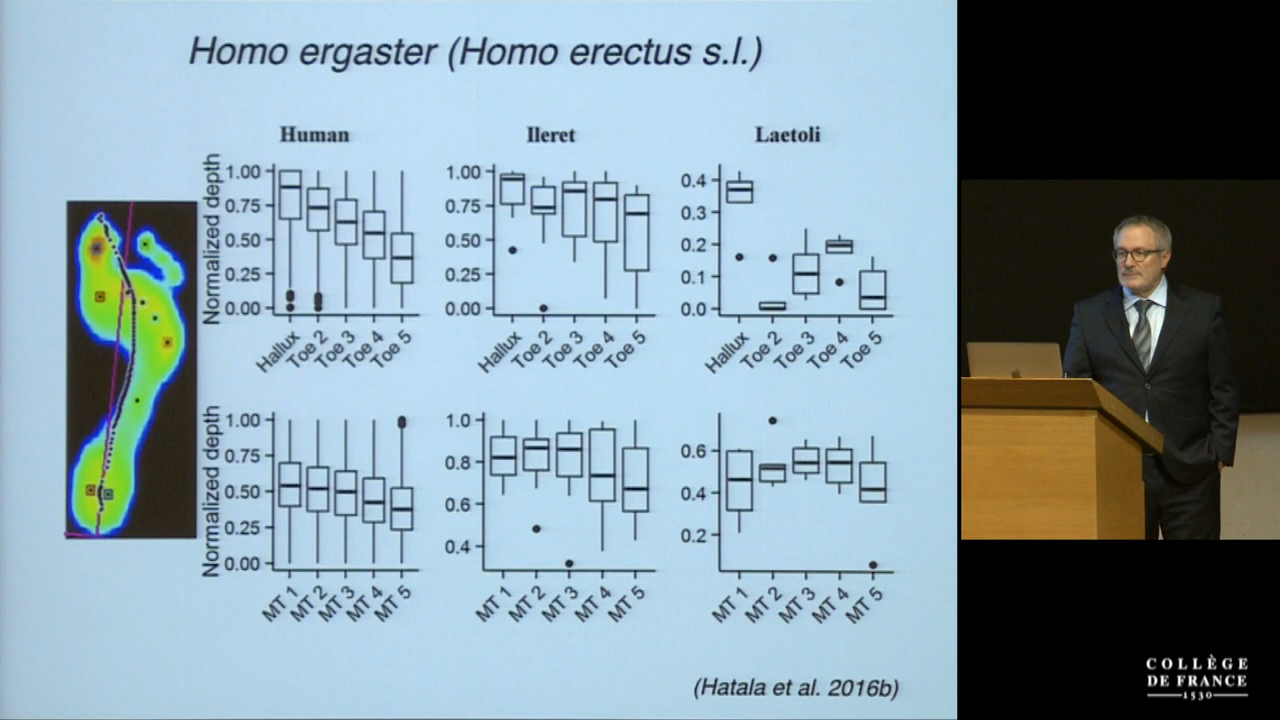 Homo ergaster (Homo erectus s.l.)
Human
Ileret
Laetoli
Normalized depth
1.00
0.75
0.50
0.25
0.00
Hallux
Toe 2
Toe 3
Toe 4
Toe 5
1.00
0.75
0.50
0.25
0.00
Hallux
Toe 2
Toe 3
Toe 4
Toe 5
0.4
0.3
0.2
0.1
0.0
Hallux
Toe 2
Toe 3
Toe 4
Toe 5
Normalized depth
1.00
0.75
0.50
0.25
0.00
MT 1
MT 2
MT 3
MT 4
MT 5
1.0
0.8
0.6
0.4
MT 1
MT 2
MT 3
MT 4
MT 5
0.6
0.4
0.2
MT 1
MT 2
MT 3
MT 4
MT 5
(Hatala et al. 2016b)
COLLÈGE
DE FRANCE
1530